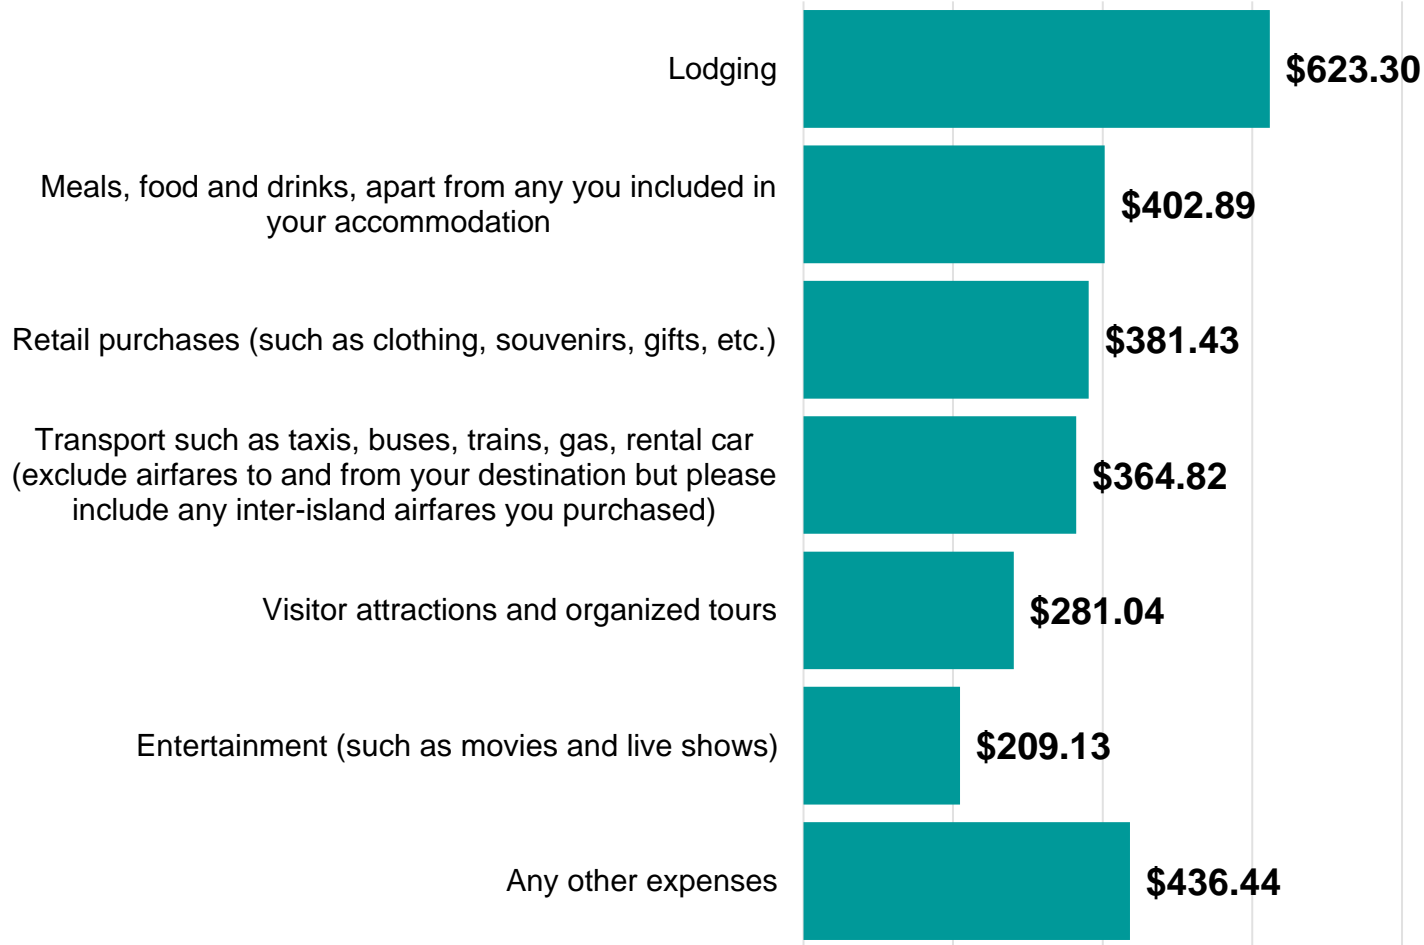 Lodging
$623.30
Meals, food and drinks, apart from any you included in
your accommodation
$402.89
Retail purchases (such as clothing, souvenirs, gifts, etc.)
$381.43
Transport such as taxis, buses, trains, gas, rental car
(exclude airfares to and from your destination but please
include any inter-island airfares you purchased)
$364.82
Visitor attractions and organized tours
$281.04
Entertainment (such as movies and live shows)
$209.13
Any other expenses
$436.44